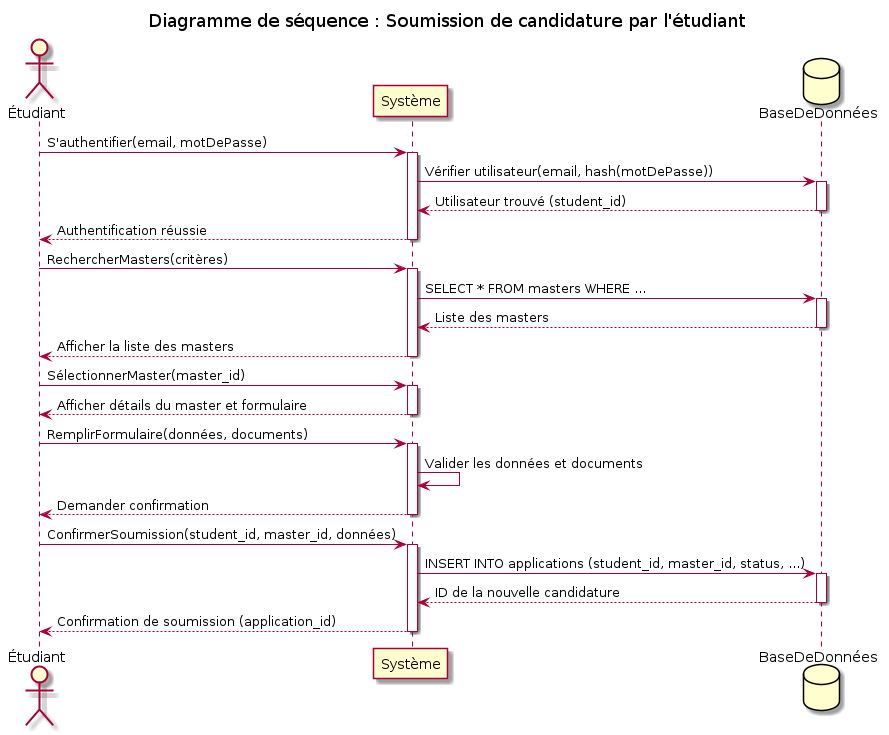 Diagramme de séquence : Soumission de candidature par l'étudiant
Étudiant
Système
BaseDeDonnées
S'authentifier(email, motDePasse)
Vérifier utilisateur(email, hash(motDePasse))
Utilisateur trouvé (student_id)
Authentification réussie
RechercherMasters(critères)
SELECT * FROM masters WHERE ...
Liste des masters
Afficher la liste des masters
SélectionnerMaster(master_id)
Afficher détails du master et formulaire
RemplirFormulaire(données, documents)
Valider les données et documents
Demander confirmation
ConfirmerSoumission(student_id, master_id, données)
INSERT INTO applications (student_id, master_id, status, ...)
ID de la nouvelle candidature
Confirmation de soumission (application_id)
Étudiant
Système
BaseDeDonnées